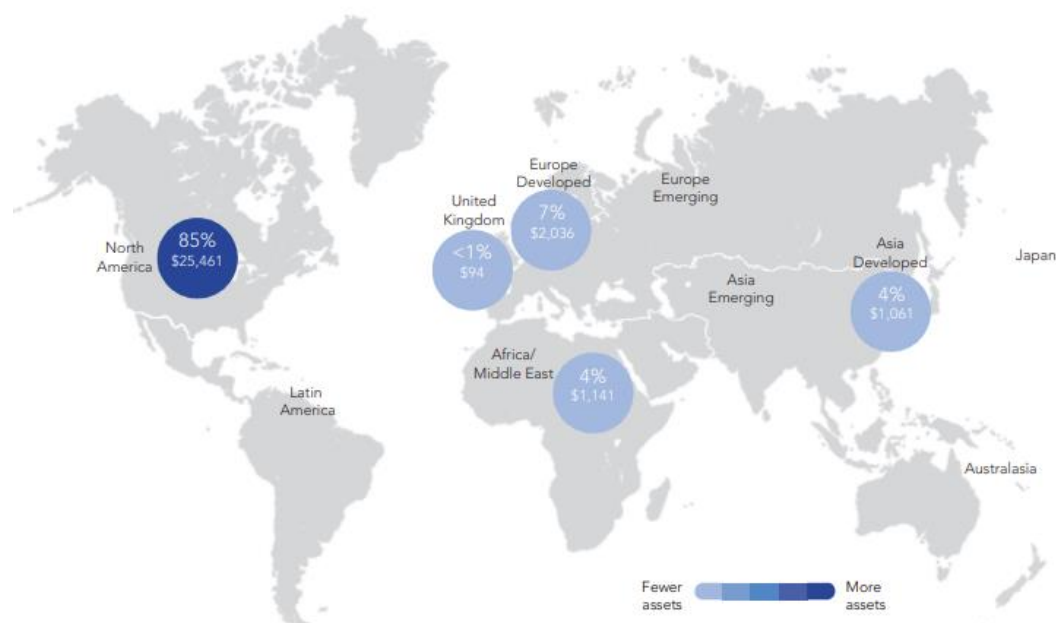 Europe
Developed
7%
$2,036
Europe
Emerging
United
Kingdom
<1%
$94
North
America
85%
$25,461
Asia
Developed
4%
$1,061
Japan
Asia
Emerging
Africa/
Middle East
4%
$1,141
Latin
America
Australasia
Fewer
assets
More
assets